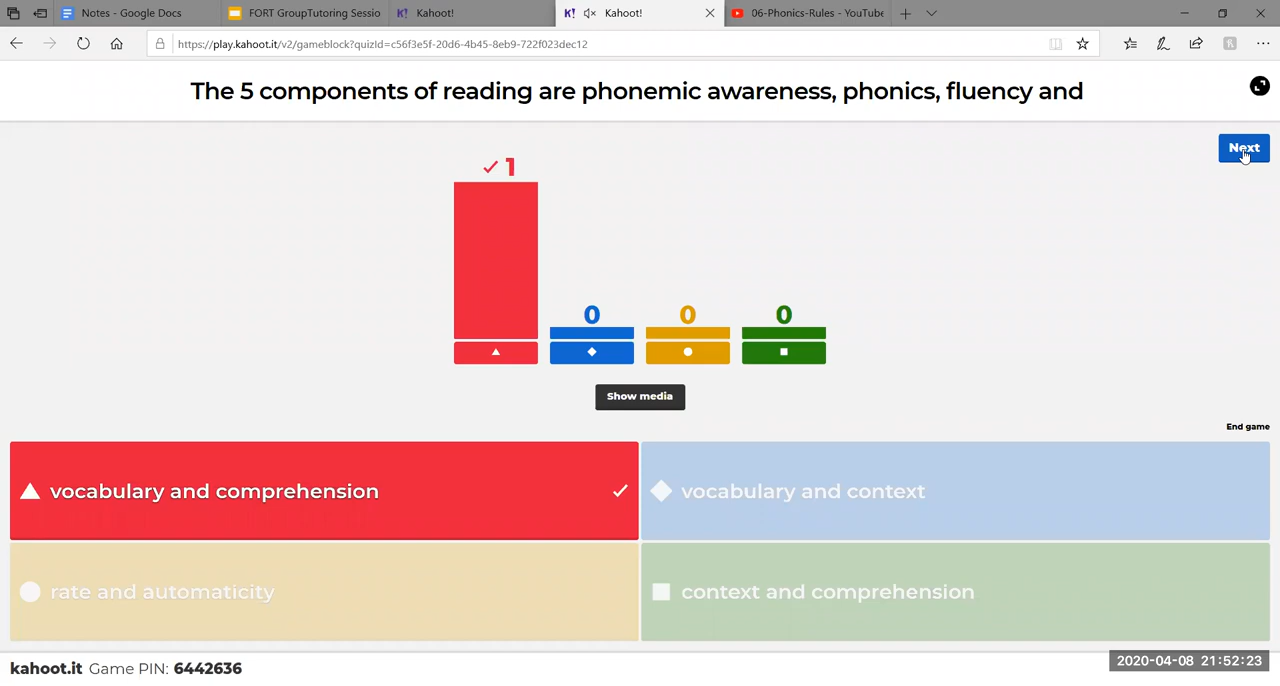 Notes - Google Docs
FORT GroupTutoring Sessio
K! Kahoot!
K! Kahoot!
06-Phonics-Rules - YouTube
https://play.kahoot.it/v2/gameblock?quizId=c56f3e5f-20d6-4b45-8eb9-722f023dec12
The 5 components of reading are phonemic awareness, phonics, fluency and
Next
1
0
0
0
Show media
End game
vocabulary and comprehension
vocabulary and context
rate and automaticity
context and comprehension
kahoot.it Game PIN: 6442636
2020-04-08 21:52:23